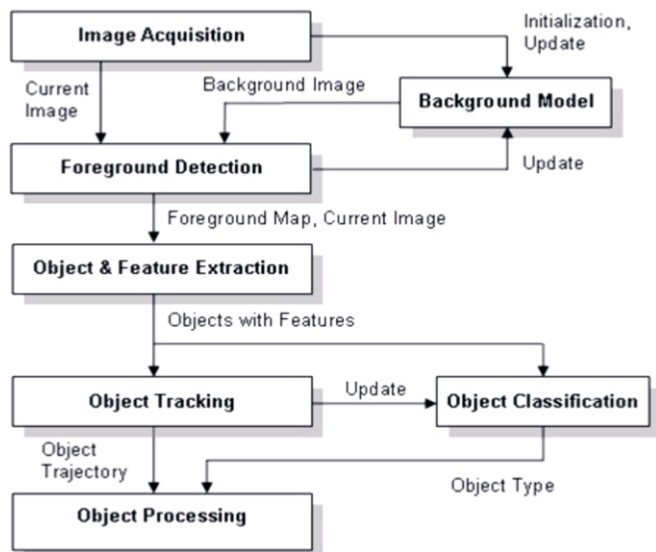 Image Acquisition
Initialization,
Update
Current
Image
Background Image
Background Model
Foreground Detection
Update
Foreground Map, Current Image
Object & Feature Extraction
Objects with Features
Object Tracking
Update
Object Classification
Object
Trajectory
Object Type
Object Processing